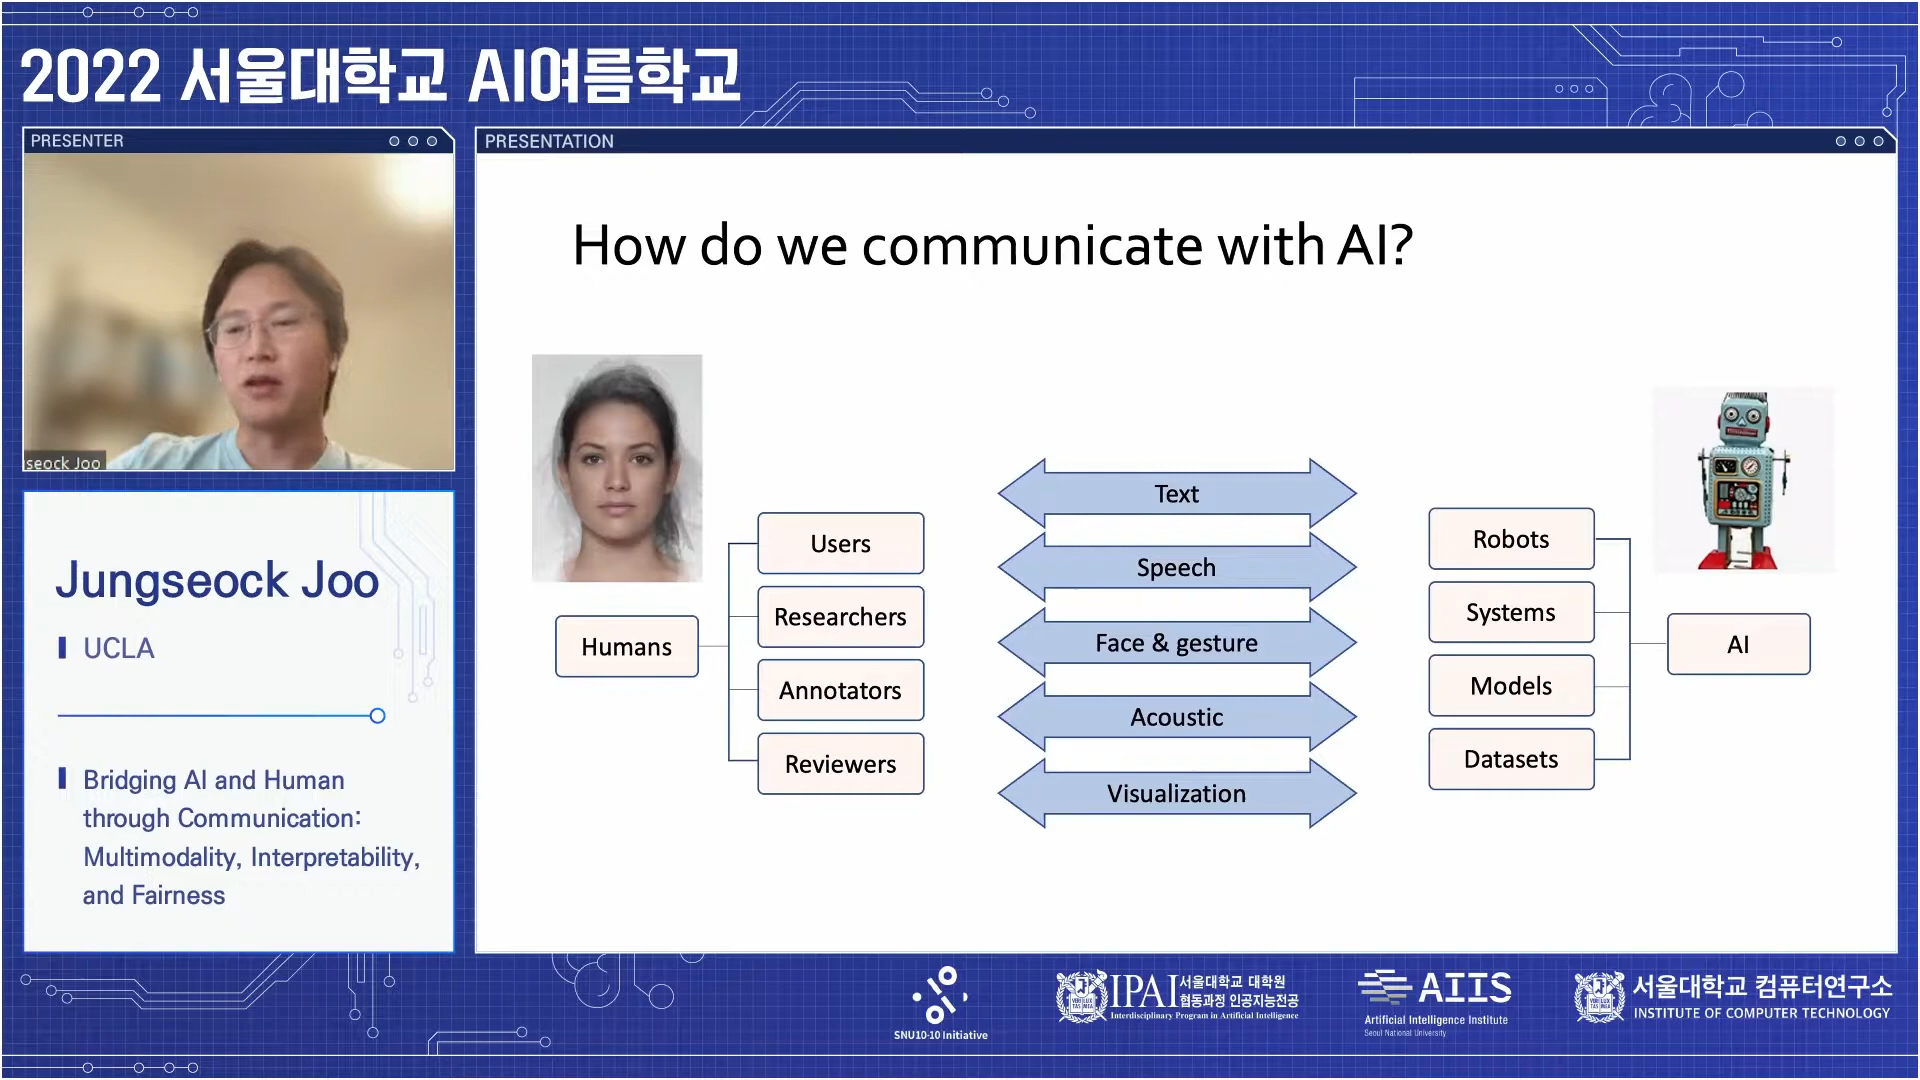 2022 서울대학교 AI여름학교
PRESENTER
seock Joo
Jungseock Joo
UCLA
Bridging AI and Human
through Communication:
Multimodality, Interpretability,
and Fairness
PRESENTATION
How do we communicate with AI?
Humans
Users
Researchers
Annotators
Reviewers
Text
Speech
Face & gesture
Acoustic
Visualization
Robots
Systems
Models
Datasets
AI
SNU10-10 Initiative
IPAI 서울대학교 대학원
협동과정 인공지능전공
Interdisciplinary Program in Artificial Intelligence
AIIS
Artificial Intelligence Institute
Seoul National University
서울대학교 컴퓨터연구소
INSTITUTE OF COMPUTER TECHNOLOGY